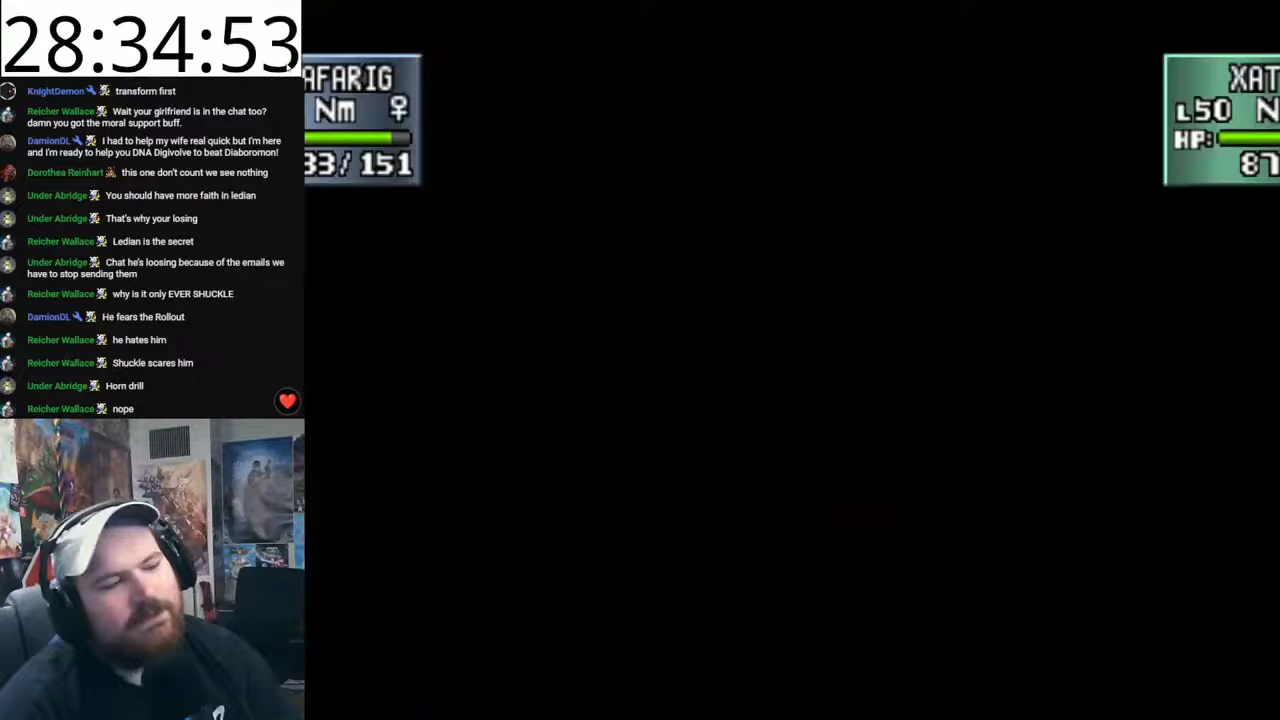 28:34:53
KnightDemon transform first
Reicher Wallace Wait your girlfriend is in the chat too?
damn you got the moral support buff.
DamionDL I had to help my wife real quick but I'm here
and I'm ready to help you DNA Digivolve to beat Diaboromon!
Dorothea Reinhart this one don't count we see nothing
Under Abridge You should have more faith in ledian
Under Abridge That's why your losing
Reicher Wallace Ledian is the secret
Under Abridge Chat he's loosing because of the emails we
have to stop sending them
Reicher Wallace why is it only EVER SHUCKLE
DamionDL He fears the Rollout
Reicher Wallace he hates him
Reicher Wallace Shuckle scares him
Under Abridge Horn drill
Reicher Wallace nope
AFARIG
Nm ♀
33/151
XAT
L50 N
HP:
87